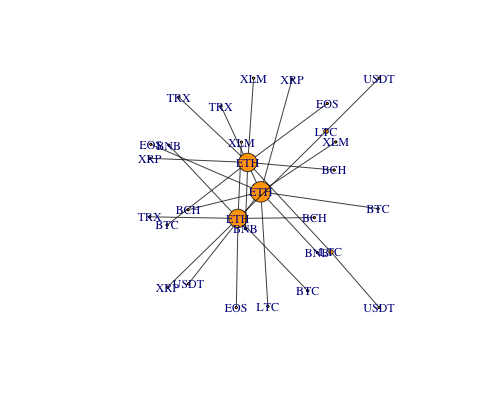 XLM
XRP
USDT
TRX
TRX
EOS
LTC
XLM
XLM
EOS
BNB
XRP
ETH
BCH
ETH
BCH
BTC
TRX
ETH
BCH
BTC
BNB
BNB
LTC
XRP
USDT
BTC
EOS
LTC
USDT